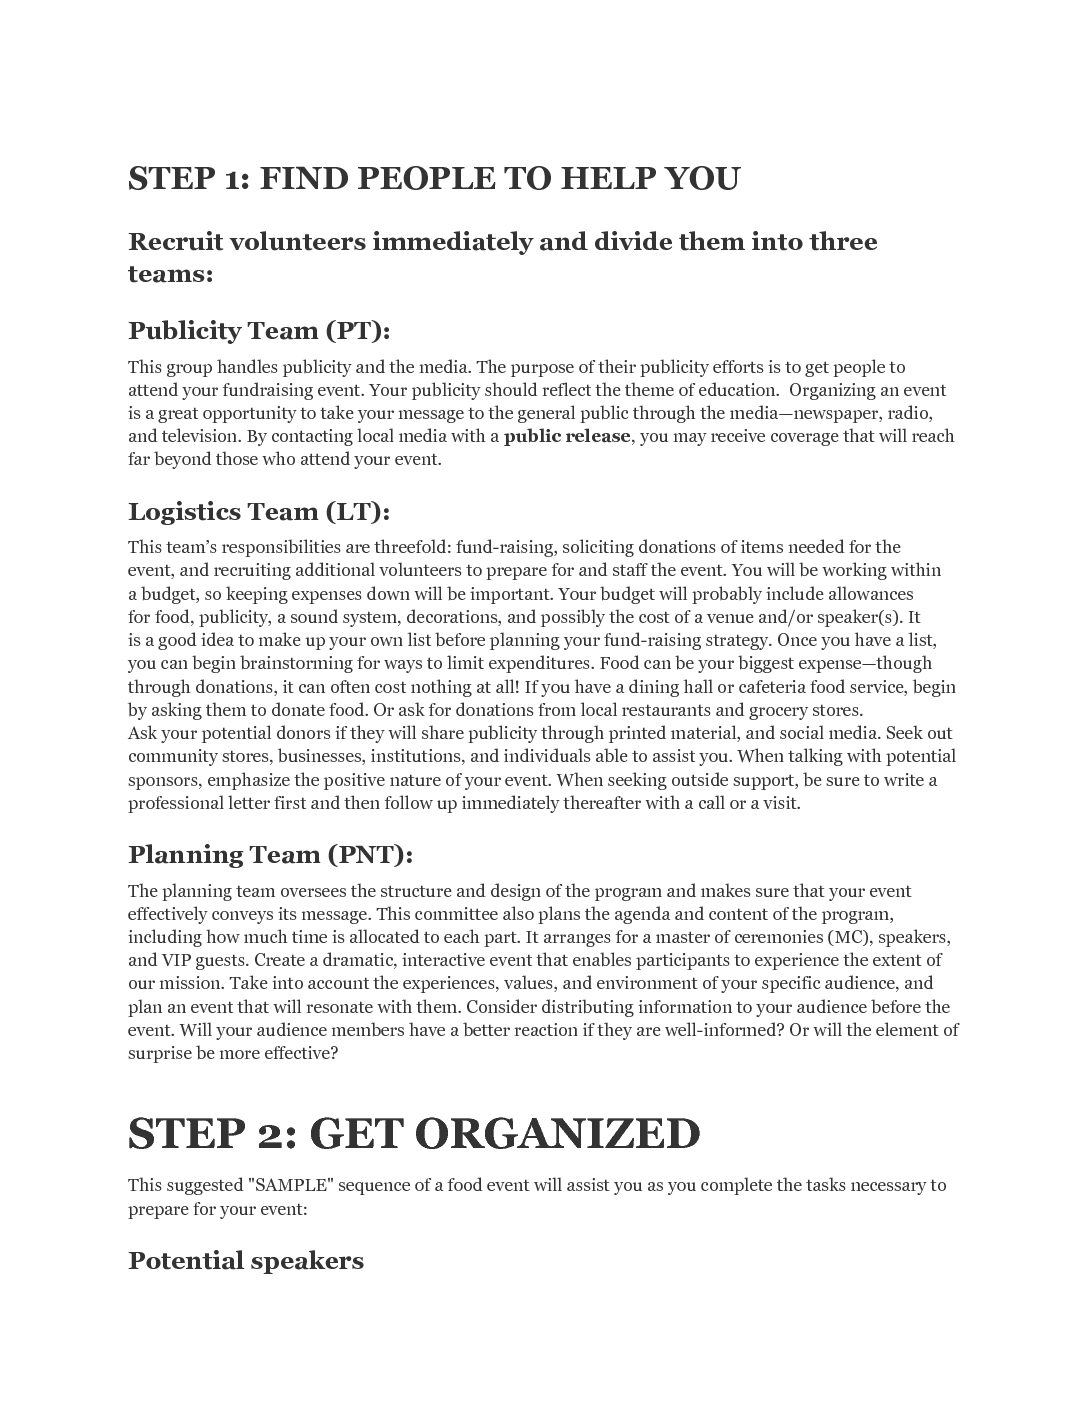 STEP 1: FIND PEOPLE TO HELP YOU
Recruit volunteers immediately and divide them into three
teams:
Publicity Team (PT):
This group handles publicity and the media. The purpose of their publicity efforts is to get people to
attend your fundraising event. Your publicity should reflect the theme of education.  Organizing an event
is a great opportunity to take your message to the general public through the media—newspaper, radio,
and television. By contacting local media with a public release, you may receive coverage that will reach
far beyond those who attend your event.
Logistics Team (LT):
This team’s responsibilities are threefold: fund-raising, soliciting donations of items needed for the
event, and recruiting additional volunteers to prepare for and staff the event. You will be working within
a budget, so keeping expenses down will be important. Your budget will probably include allowances
for food, publicity, a sound system, decorations, and possibly the cost of a venue and/or speaker(s). It
is a good idea to make up your own list before planning your fund-raising strategy. Once you have a list,
you can begin brainstorming for ways to limit expenditures. Food can be your biggest expense—though
through donations, it can often cost nothing at all! If you have a dining hall or cafeteria food service, begin
by asking them to donate food. Or ask for donations from local restaurants and grocery stores.
Ask your potential donors if they will share publicity through printed material, and social media. Seek out
community stores, businesses, institutions, and individuals able to assist you. When talking with potential
sponsors, emphasize the positive nature of your event. When seeking outside support, be sure to write a
professional letter first and then follow up immediately thereafter with a call or a visit.
Planning Team (PNT):
The planning team oversees the structure and design of the program and makes sure that your event
effectively conveys its message. This committee also plans the agenda and content of the program,
including how much time is allocated to each part. It arranges for a master of ceremonies (MC), speakers,
and VIP guests. Create a dramatic, interactive event that enables participants to experience the extent of
our mission. Take into account the experiences, values, and environment of your specific audience, and
plan an event that will resonate with them. Consider distributing information to your audience before the
event. Will your audience members have a better reaction if they are well-informed? Or will the element of
surprise be more effective?
STEP 2: GET ORGANIZED
This suggested "SAMPLE" sequence of a food event will assist you as you complete the tasks necessary to
prepare for your event:
Potential speakers